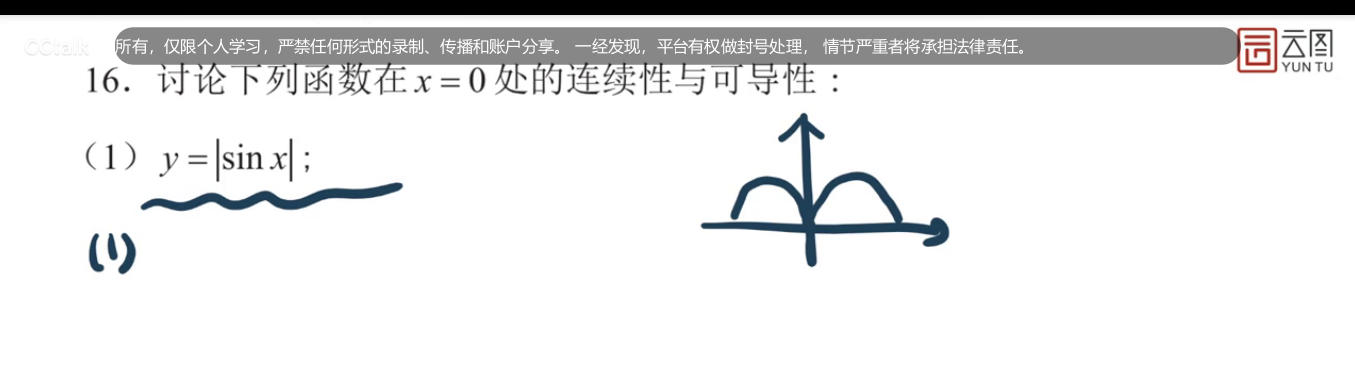 CCtalk 所有，仅限个人学习，严禁任何形式的录制、传播和账户分享。 一经发现，平台有权做封号处理， 情节严重者将承担法律责任。
云图
YUN TU
16．讨论下列函数在 x = 0 处的连续性与可导性：
（1） y = |sin x| ;
(1)